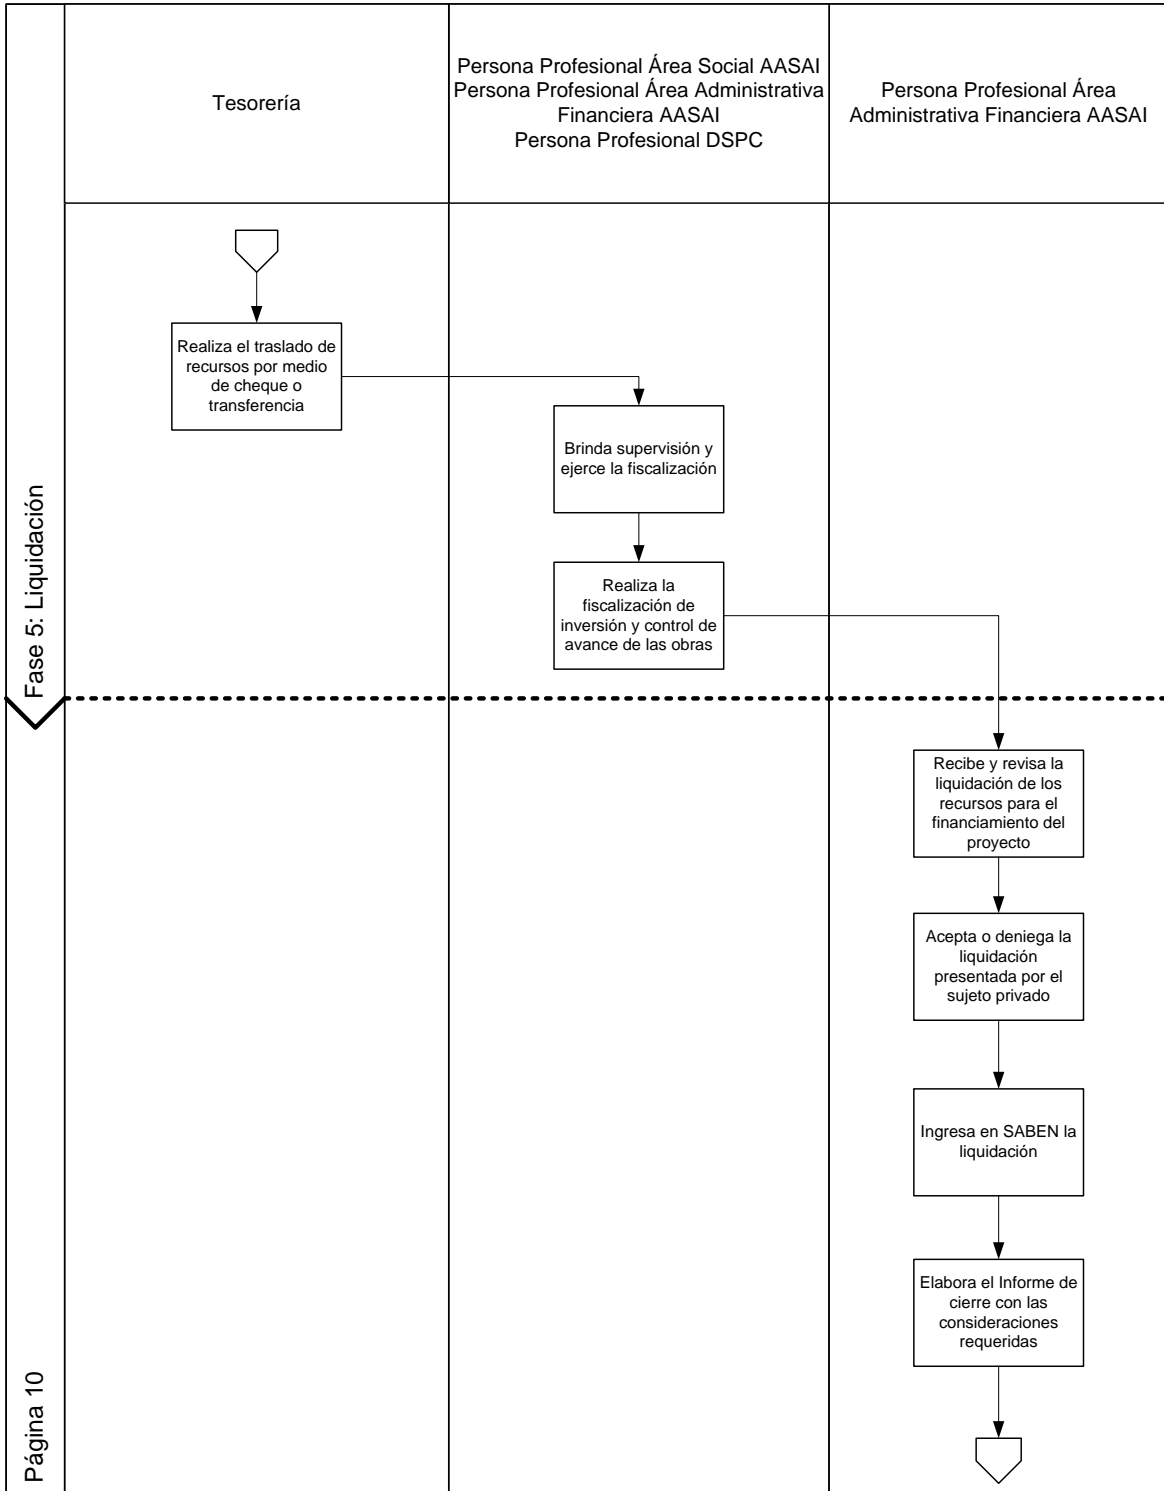 Tesorería
Persona Profesional Área Social AASAI
Persona Profesional Área Administrativa
Financiera AASAI
Persona Profesional DSPC
Persona Profesional Área
Administrativa Financiera AASAI
Fase 5: Liquidación
Realiza el traslado de
recursos por medio
de cheque o
transferencia
Brinda supervisión y
ejerce la fiscalización
Realiza la
fiscalización de
inversión y control de
avance de las obras
Recibe y revisa la
liquidación de los
recursos para el
financiamiento del
proyecto
Acepta o deniega la
liquidación
presentada por el
sujeto privado
Ingresa en SABEN la
liquidación
Elabora el Informe de
cierre con las
consideraciones
requeridas
Página 10